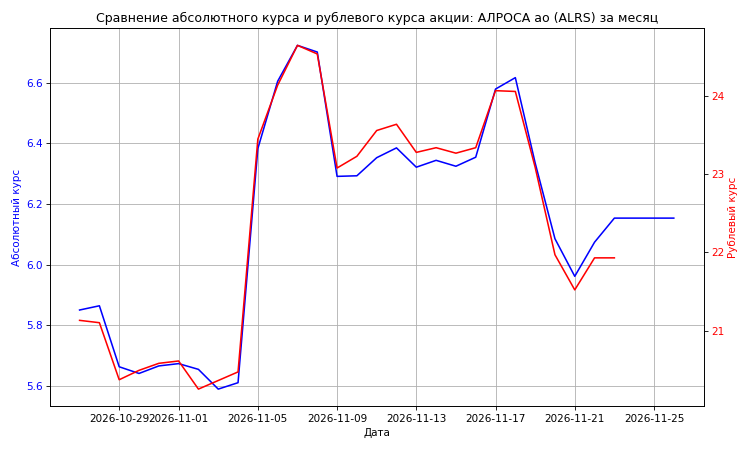 Сравнение абсолютного курса и рублевого курса акции: АЛРОСА ао (ALRS) за месяц
Абсолютный курс
6.6
6.4
6.2
6.0
5.8
5.6
24
23
22
21
Рублевый курс
2026-10-29 2026-11-01 2026-11-05 2026-11-09 2026-11-13 2026-11-17 2026-11-21 2026-11-25
Дата